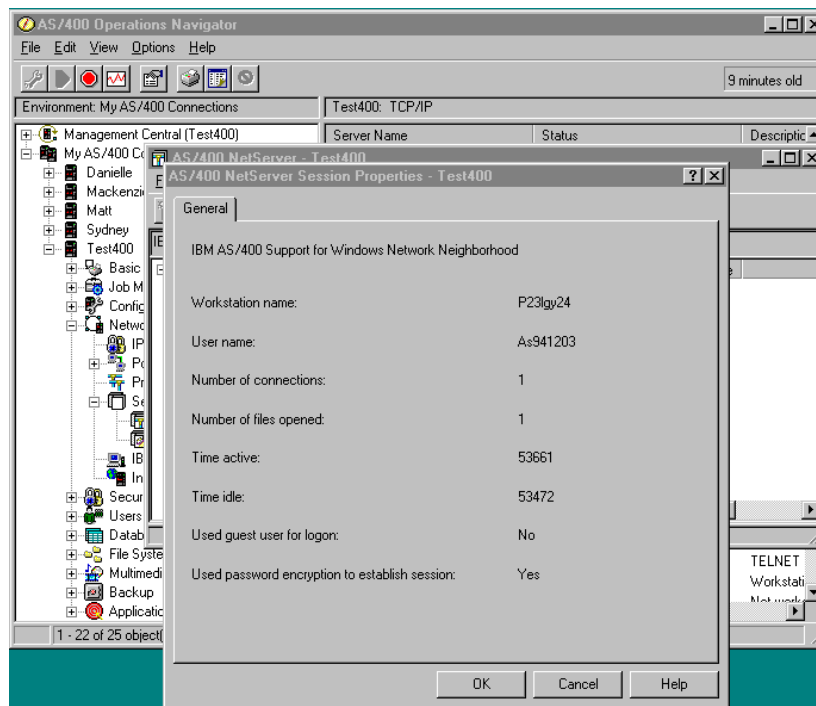 AS/400 Operations Navigator
File Edit View Options Help
9 minutes old
Environment: My AS/400 Connections
Test400: TCP/IP
Management Central (Test400)
Server Name Status Descriptic
My AS/400 Co
AS/400 NetServer - Test400
Danielle
Mackenzi
Matt
Sydney
Test400
Basic
Job M
Config
Netwo
IP
Po
Pr
Se
IB
In
Secur
Users
Datab
File Syste
Multimedi
Backup
Applicatio
AS/400 NetServer Session Properties - Test400
General
IBM AS/400 Support for Windows Network Neighborhood
Workstation name: P23lgy24
User name: As941203
Number of connections: 1
Number of files opened: 1
Time active: 53661
Time idle: 53472
Used guest user for logon: No
Used password encryption to establish session: Yes
OK Cancel Help
TELNET
Workstati
1 - 22 of 25 object(